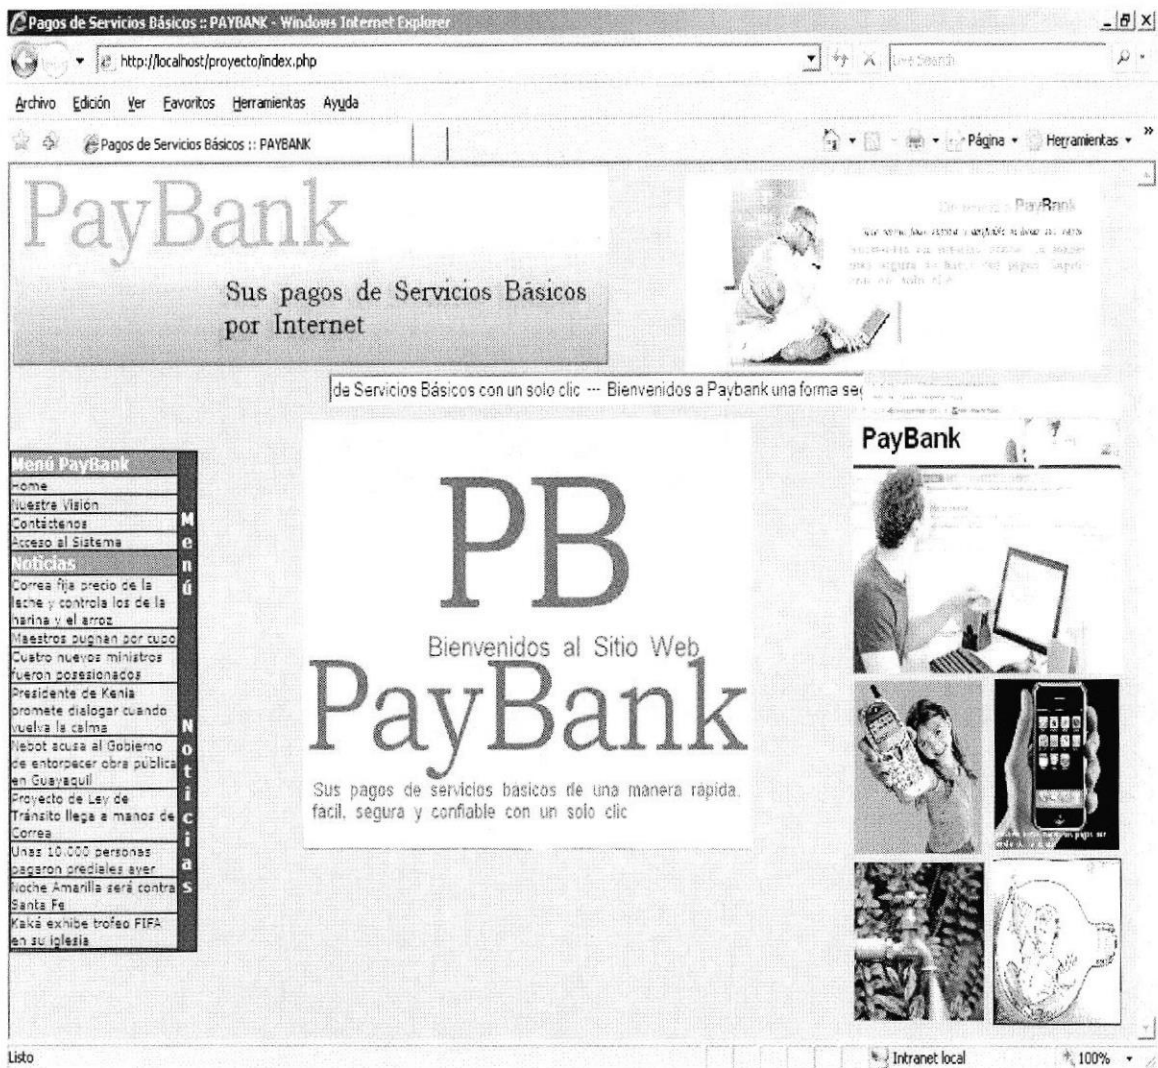 Pagos de Servicios Básicos :: PAYBANK - Windows Internet Explorer
http://localhost/proyecto/index.php
Live Search
Archivo Edición Ver Favoritos Herramientas Ayuda
Pagos de Servicios Básicos :: PAYBANK
Página Herramientas »
PayBank
Sus pagos de Servicios Básicos
por Internet
PayBank
de Servicios Básicos con un solo clic --- Bienvenidos a Paybank una forma se
PayBank
Menú PayBank
Home
Nuestra Visión
Contáctenos
Acceso al Sistema
Menú
Noticias
Correa fija precio de la
leche y controla los de la
harina y el arroz
Maestros pugnan por cupo
Cuatro nuevos ministros
fueron posesionados
Presidente de Kenia
promete dialogar cuando
vuelva la calma
Nebot acusa al Gobierno
de entorpecer obra pública
en Guayaquil
Proyecto de Ley de
Tránsito llega a manos de
Correa
Unas 10.000 personas
pagaron prediales ayer
Noche Amarilla será contra
Santa Fe
Kaká exhibe trofeo FIFA
en su iglesia
Noticias
PB
Bienvenidos al Sitio Web
PayBank
Sus pagos de servicios básicos de una manera rápida,
facil, segura y confiable con un solo clic
Listo
Intranet local
100%